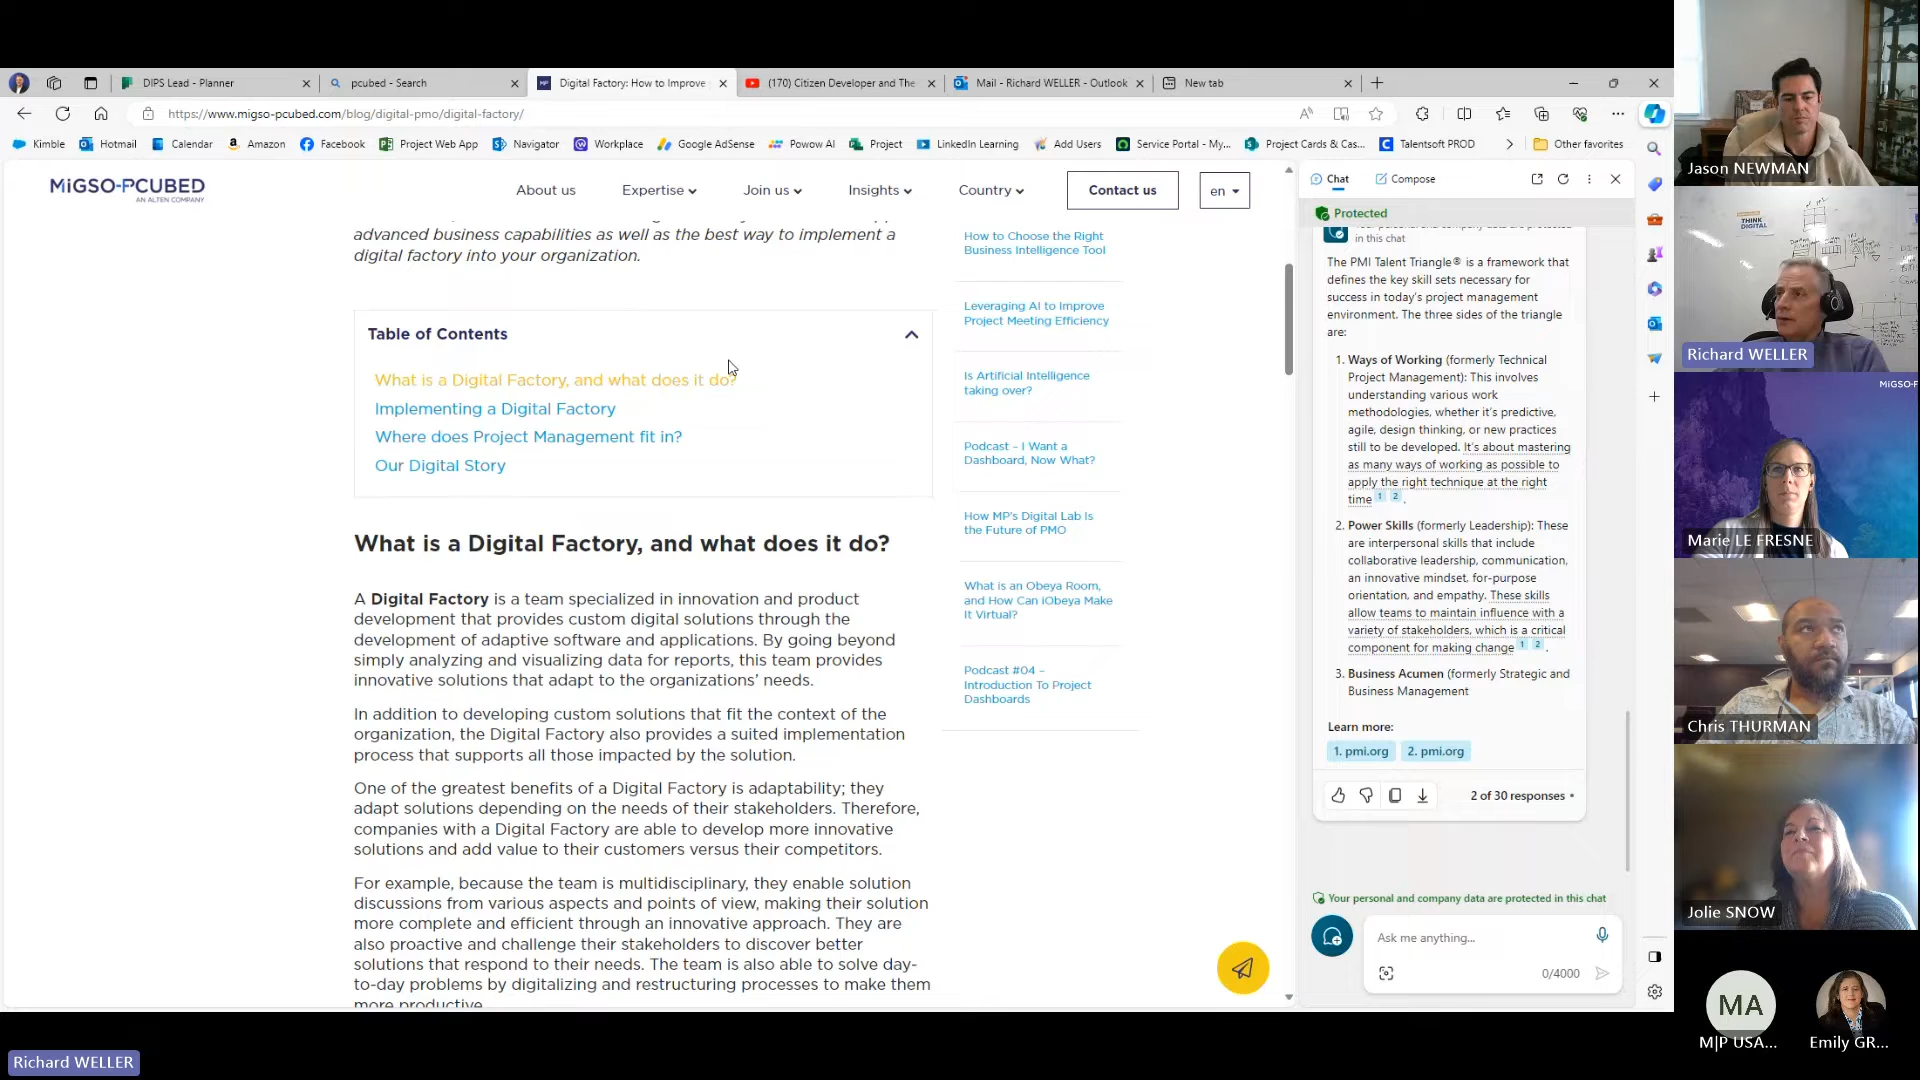 DIPS Lead - Planner
pcubed - Search
Digital Factory: How to Improve
(170) Citizen Developer and The
Mail - Richard WELLER - Outlook
New tab
https://www.migso-pcubed.com/blog/digital-pmo/digital-factory/
Kimble
Hotmail
Calendar
Amazon
Facebook
Project Web App
Navigator
Workplace
Google AdSense
Powow AI
Project
LinkedIn Learning
Add Users
Service Portal - My...
Project Cards & Cas...
Talentsoft PROD
Other favorites
MIGSO-PCUBED
AN ALTEN COMPANY
About us
Expertise
Join us
Insights
Country
Contact us
en
advanced business capabilities as well as the best way to implement a
digital factory into your organization.
Table of Contents
What is a Digital Factory, and what does it do?
Implementing a Digital Factory
Where does Project Management fit in?
Our Digital Story
What is a Digital Factory, and what does it do?
A Digital Factory is a team specialized in innovation and product
development that provides custom digital solutions through the
development of adaptive software and applications. By going beyond
simply analyzing and visualizing data for reports, this team provides
innovative solutions that adapt to the organizations' needs.
In addition to developing custom solutions that fit the context of the
organization, the Digital Factory also provides a suited implementation
process that supports all those impacted by the solution.
One of the greatest benefits of a Digital Factory is adaptability; they
adapt solutions depending on the needs of their stakeholders. Therefore,
companies with a Digital Factory are able to develop more innovative
solutions and add value to their customers versus their competitors.
For example, because the team is multidisciplinary, they enable solution
discussions from various aspects and points of view, making their solution
more complete and efficient through an innovative approach. They are
also proactive and challenge their stakeholders to discover better
solutions that respond to their needs. The team is also able to solve day-
to-day problems by digitalizing and restructuring processes to make them
more productive.
How to Choose the Right
Business Intelligence Tool
Leveraging AI to Improve
Project Meeting Efficiency
Is Artificial Intelligence
taking over?
Podcast – I Want a
Dashboard, Now What?
How MP's Digital Lab Is
the Future of PMO
What is an Obeya Room,
and How Can iObeya Make
It Virtual?
Podcast #04 –
Introduction To Project
Dashboards
Chat
Compose
Protected
in this chat
The PMI Talent Triangle® is a framework that
defines the key skill sets necessary for
success in today's project management
environment. The three sides of the triangle
are:
1. Ways of Working (formerly Technical
Project Management): This involves
understanding various work
methodologies, whether it's predictive,
agile, design thinking, or new practices
still to be developed. It's about mastering
as many ways of working as possible to
apply the right technique at the right
time 1 2 .
2. Power Skills (formerly Leadership): These
are interpersonal skills that include
collaborative leadership, communication,
an innovative mindset, for-purpose
orientation, and empathy. These skills
allow teams to maintain influence with a
variety of stakeholders, which is a critical
component for making change 1 2 .
3. Business Acumen (formerly Strategic and
Business Management
Learn more:
1. pmi.org
2. pmi.org
2 of 30 responses
Your personal and company data are protected in this chat
Ask me anything...
0/4000
Jason NEWMAN
THINK
DIGITAL
Richard WELLER
MIGSO-P
Marie LE FRESNE
Chris THURMAN
Jolie SNOW
MA
M|P USA...
Emily GR...
Richard WELLER